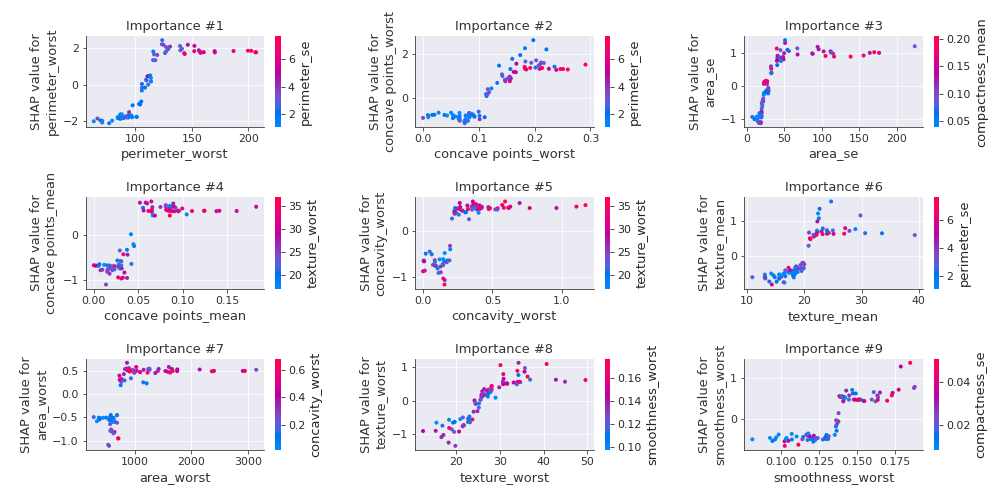 Importance #1
Importance #2
Importance #3
SHAP value for
perimeter_worst
2
0
−2
100
150
200
perimeter_worst
6
4
2
perimeter_se
SHAP value for
concave points_worst
2
0
0.0
0.1
0.2
0.3
concave points_worst
6
4
2
perimeter_se
SHAP value for
area_se
1
0
−1
0
50
100
150
200
area_se
0.20
0.15
0.10
0.05
compactness_mean
Importance #4
Importance #5
Importance #6
SHAP value for
concave points_mean
0
−1
0.00
0.05
0.10
0.15
concave points_mean
35
30
25
20
texture_worst
SHAP value for
concavity_worst
0
−1
0.0
0.5
1.0
concavity_worst
35
30
25
20
texture_worst
SHAP value for
texture_mean
1
0
10
20
30
40
texture_mean
6
4
2
perimeter_se
Importance #7
Importance #8
Importance #9
SHAP value for
area_worst
0.5
0.0
−0.5
−1.0
1000
2000
3000
area_worst
0.6
0.4
0.2
concavity_worst
SHAP value for
texture_worst
1
0
−1
20
30
40
50
texture_worst
0.16
0.14
0.12
0.10
smoothness_worst
SHAP value for
smoothness_worst
1
0
0.100
0.125
0.150
0.175
smoothness_worst
0.04
0.02
concavity_se